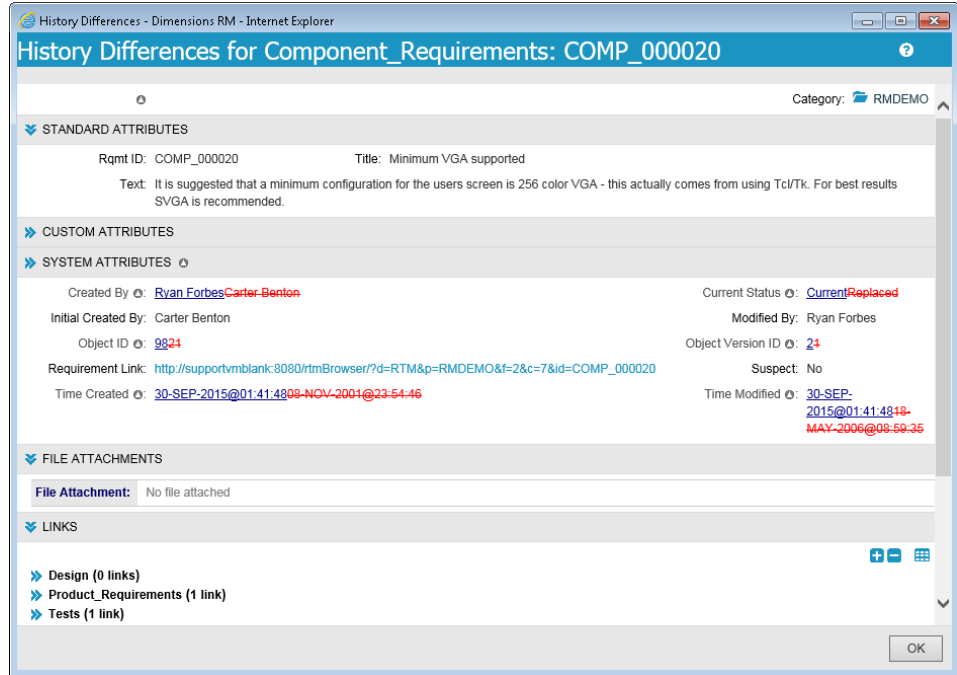 History Differences - Dimensions RM - Internet Explorer
History Differences for Component_Requirements: COMP_000020
Category: RMDEMO
STANDARD ATTRIBUTES
Rqmt ID: COMP_000020 Title: Minimum VGA supported
Text: It is suggested that a minimum configuration for the users screen is 256 color VGA - this actually comes from using Tcl/Tk. For best results
SVGA is recommended.
CUSTOM ATTRIBUTES
SYSTEM ATTRIBUTES
Created By : Ryan ForbesCarter Benton Current Status : CurrentReplaced
Initial Created By: Carter Benton Modified By: Ryan Forbes
Object ID : 9821 Object Version ID : 21
Requirement Link: http://supportvmblank:8080/rtmBrowser/?d=RTM&p=RMDEMO&f=2&c=7&id=COMP_000020 Suspect: No
Time Created : 30-SEP-2015@01:41:4808-NOV-2001@23:54:46 Time Modified : 30-SEP-
2015@01:41:4818-
MAY-2006@08:59:35
FILE ATTACHMENTS
File Attachment: No file attached
LINKS
Design (0 links)
Product_Requirements (1 link)
Tests (1 link)
OK